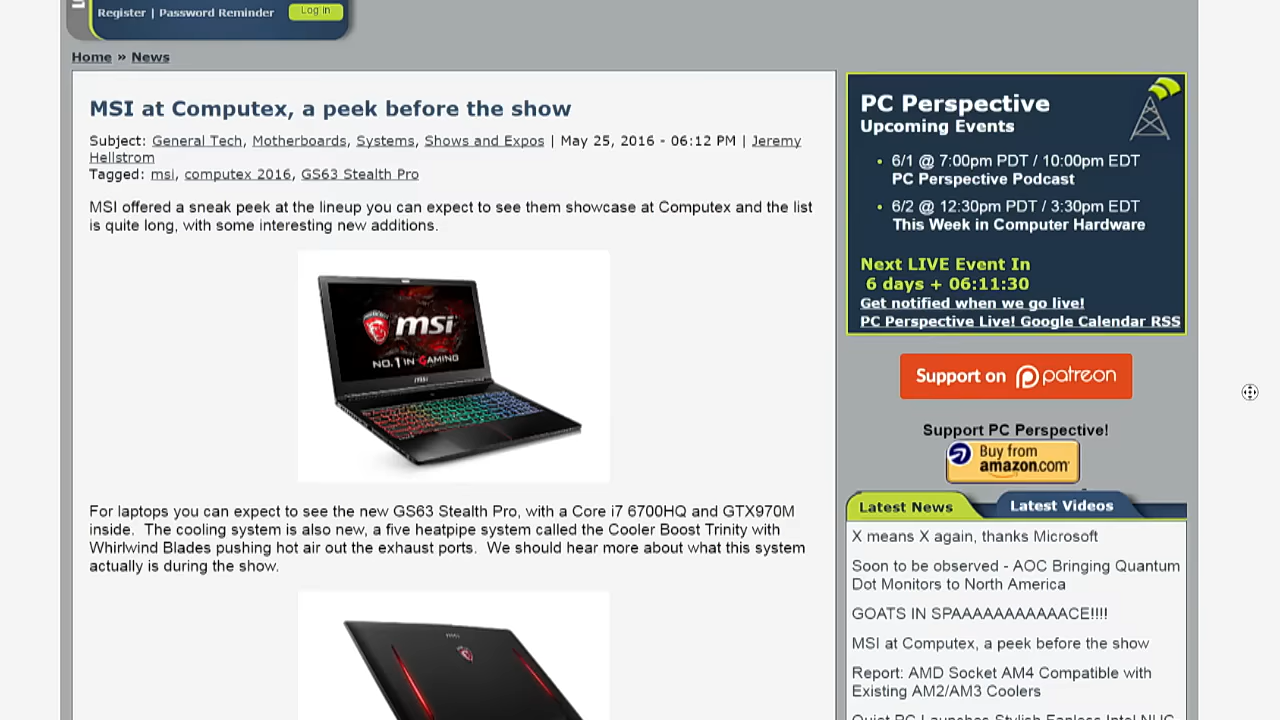 Register | Password Reminder
Log in
Home » News
MSI at Computex, a peek before the show
Subject: General Tech, Motherboards, Systems, Shows and Expos | May 25, 2016 - 06:12 PM | Jeremy
Hellstrom
Tagged: msi, computex 2016, GS63 Stealth Pro
MSI offered a sneak peek at the lineup you can expect to see them showcase at Computex and the list
is quite long, with some interesting new additions.
msi
NO.1 IN GAMING
msi
For laptops you can expect to see the new GS63 Stealth Pro, with a Core i7 6700HQ and GTX970M
inside. The cooling system is also new, a five heatpipe system called the Cooler Boost Trinity with
Whirlwind Blades pushing hot air out the exhaust ports. We should hear more about what this system
actually is during the show.
msi
PC Perspective
Upcoming Events
• 6/1 @ 7:00pm PDT / 10:00pm EDT
PC Perspective Podcast
• 6/2 @ 12:30pm PDT / 3:30pm EDT
This Week in Computer Hardware
Next LIVE Event In
6 days + 06:11:30
Get notified when we go live!
PC Perspective Live! Google Calendar RSS
Support on patreon
Support PC Perspective!
Buy from
amazon.com
Latest News
Latest Videos
X means X again, thanks Microsoft
Soon to be observed - AOC Bringing Quantum
Dot Monitors to North America
GOATS IN SPAAAAAAAAAAACE!!!!
MSI at Computex, a peek before the show
Report: AMD Socket AM4 Compatible with
Existing AM2/AM3 Coolers
Quiet PC Launches Stylish Fanless Intel NUC